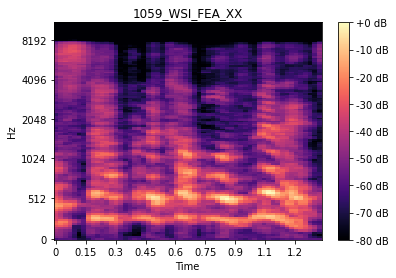 1059_WSI_FEA_XX
8192
4096
2048
1024
512
0
Hz
0 0.15 0.3 0.45 0.6 0.75 0.9 1.1 1.2
Time
+0 dB
-10 dB
-20 dB
-30 dB
-40 dB
-50 dB
-60 dB
-70 dB
-80 dB